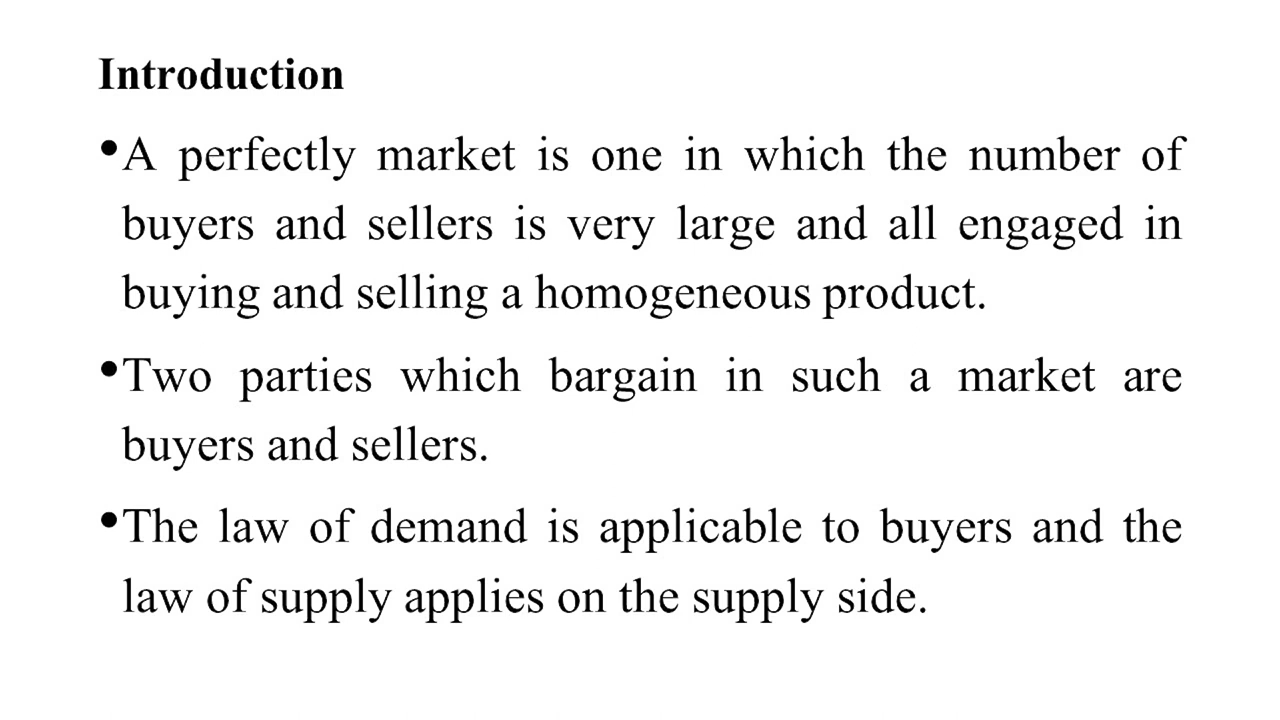 Introduction
•A perfectly market is one in which the number of
buyers and sellers is very large and all engaged in
buying and selling a homogeneous product.
•Two parties which bargain in such a market are
buyers and sellers.
•The law of demand is applicable to buyers and the
law of supply applies on the supply side.